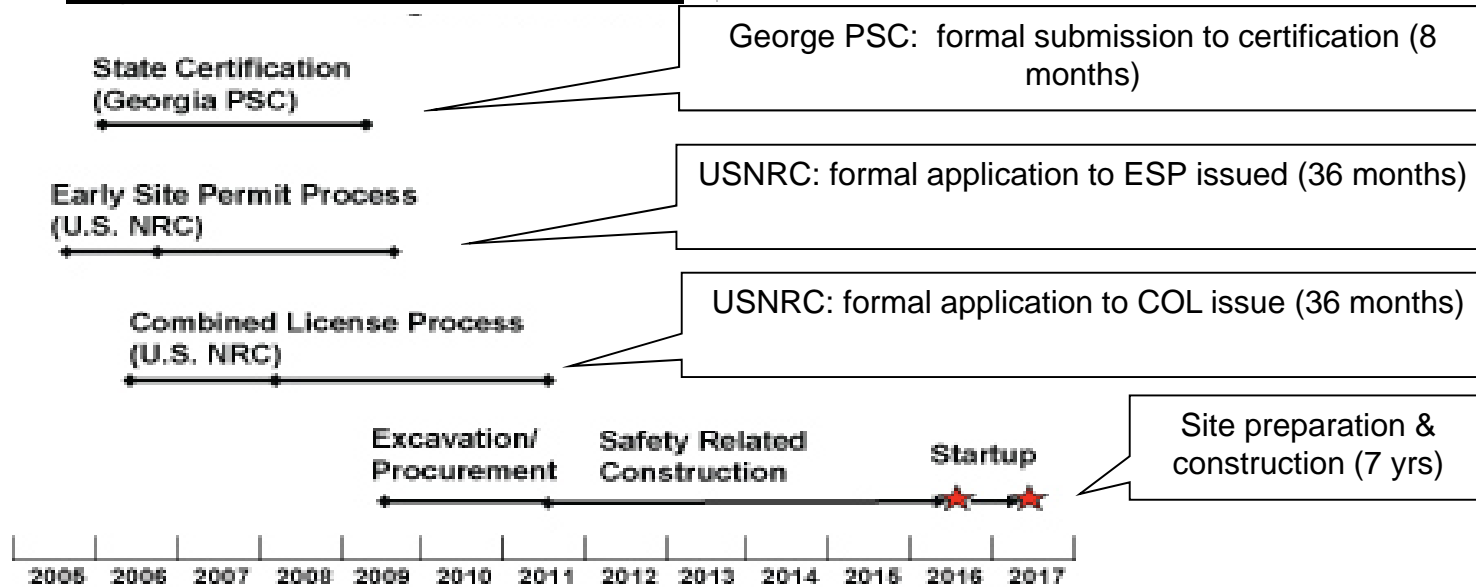 George PSC: formal submission to certification (8
months)
State Certification
(Georgia PSC)
USNRC: formal application to ESP issued (36 months)
Early Site Permit Process
(U.S. NRC)
USNRC: formal application to COL issue (36 months)
Combined License Process
(U.S. NRC)
Site preparation &
construction (7 yrs)
Excavation/
Procurement
Safety Related
Construction
Startup
2005 2006 2007 2008 2009 2010 2011 2012 2013 2014 2015 2016 2017